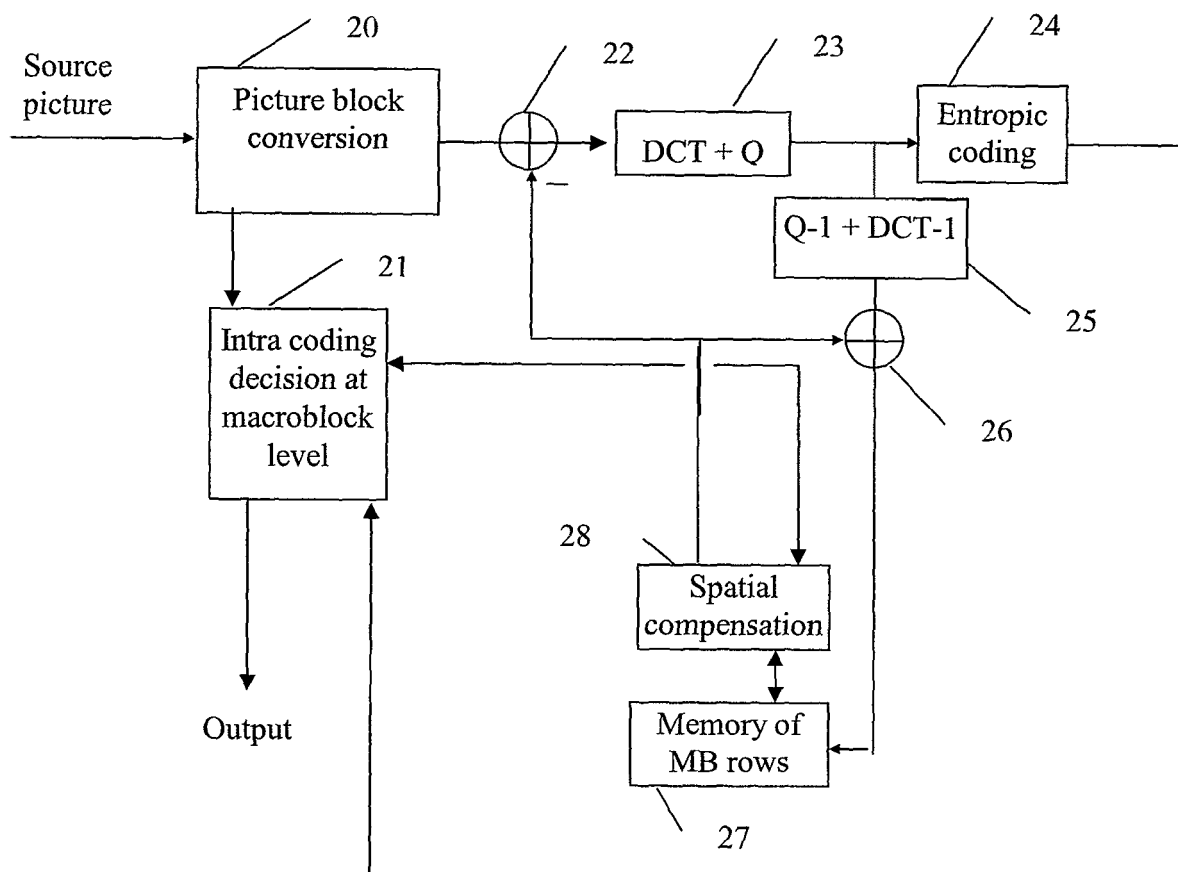 20
22
23
24
Source
picture
Picture block
conversion
DCT + Q
Entropic
coding
–
Q-1 + DCT-1
21
25
Intra coding
decision at
macroblock
level
26
28
Spatial
compensation
Output
Memory of
MB rows
27